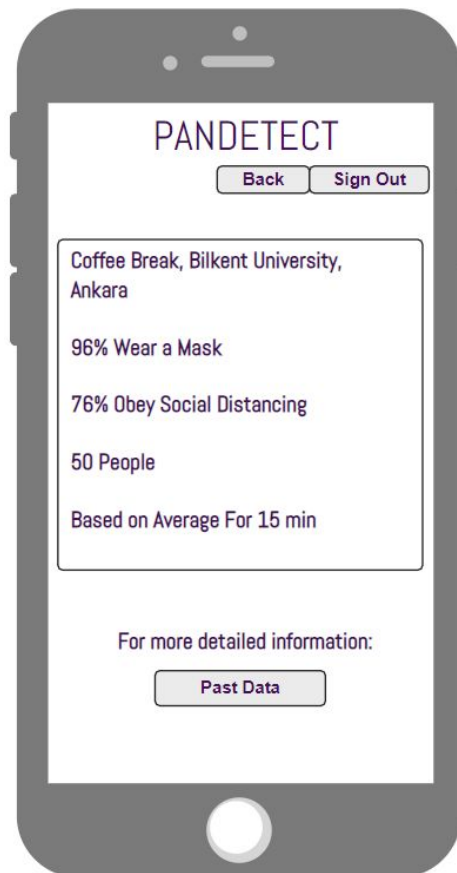 PANDETECT
Back
Sign Out
Coffee Break, Bilkent University,
Ankara
96% Wear a Mask
76% Obey Social Distancing
50 People
Based on Average For 15 min
For more detailed information:
Past Data